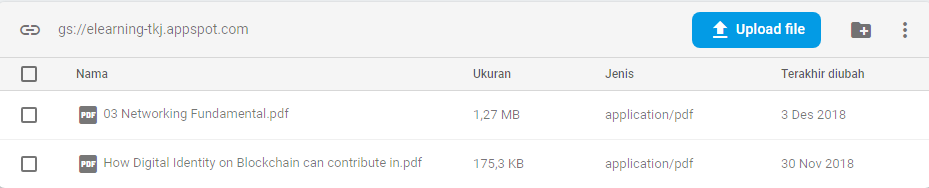 gs://elearning-tkj.appspot.com Upload file
Nama Ukuran Jenis Terakhir diubah
PDF 03 Networking Fundamental.pdf 1,27 MB application/pdf 3 Des 2018
PDF How Digital Identity on Blockchain can contribute in.pdf 175,3 KB application/pdf 30 Nov 2018